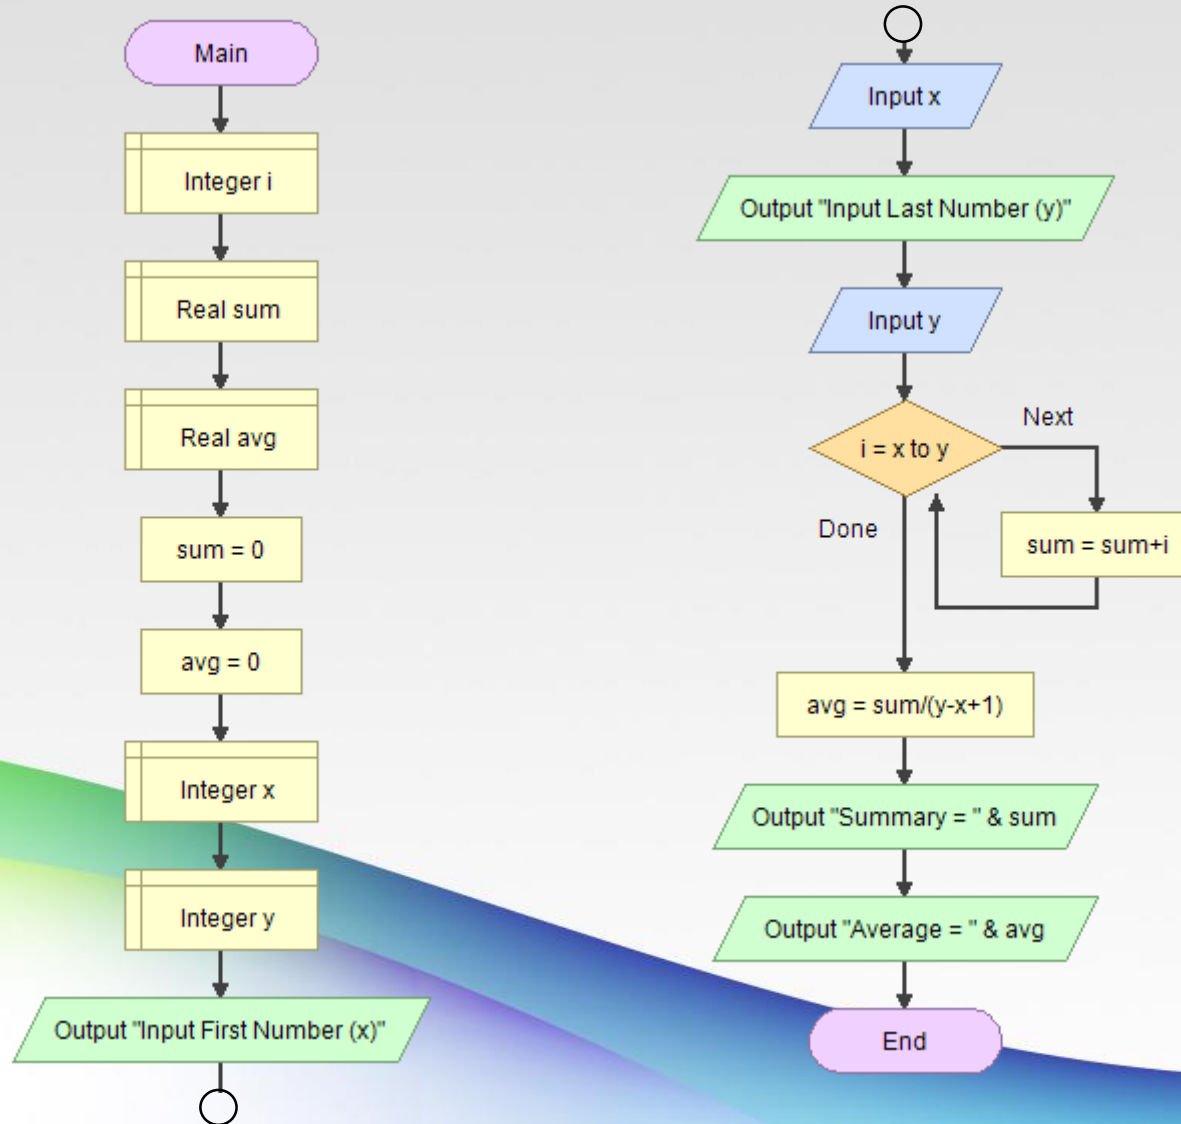 Main
Integer i
Real sum
Real avg
sum = 0
avg = 0
Integer x
Integer y
Output "Input First Number (x)"
Input x
Output "Input Last Number (y)"
Input y
i = x to y
Next
Done
sum = sum+i
avg = sum/(y-x+1)
Output "Summary = " & sum
Output "Average = " & avg
End